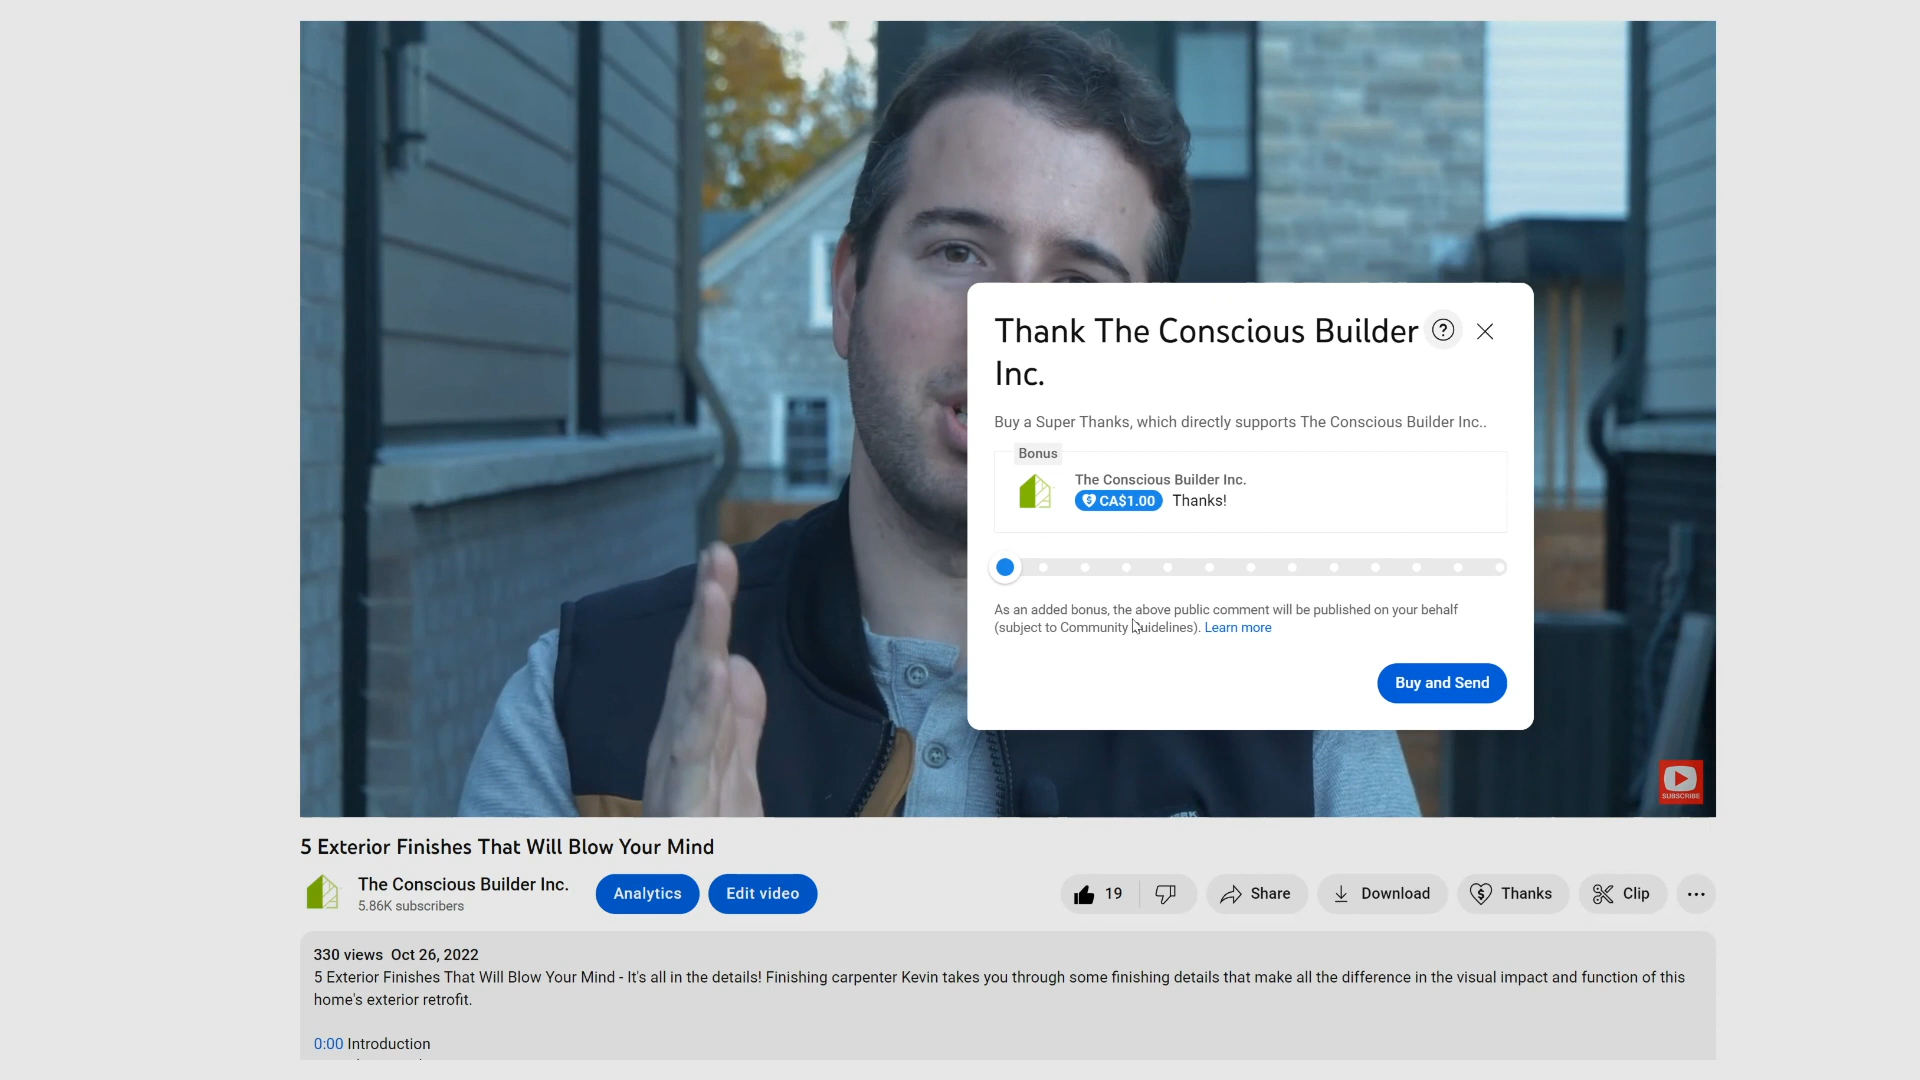 Thank The Conscious Builder
Inc.
Buy a Super Thanks, which directly supports The Conscious Builder Inc..
Bonus
The Conscious Builder Inc.
CA$1.00 Thanks!
As an added bonus, the above public comment will be published on your behalf
(subject to Community Guidelines). Learn more
Buy and Send
SUBSCRIBE
5 Exterior Finishes That Will Blow Your Mind
The Conscious Builder Inc.
5.86K subscribers
Analytics
Edit video
19
Share
Download
Thanks
Clip
330 views Oct 26, 2022
5 Exterior Finishes That Will Blow Your Mind - It's all in the details! Finishing carpenter Kevin takes you through some finishing details that make all the difference in the visual impact and function of this
home's exterior retrofit.
0:00 Introduction